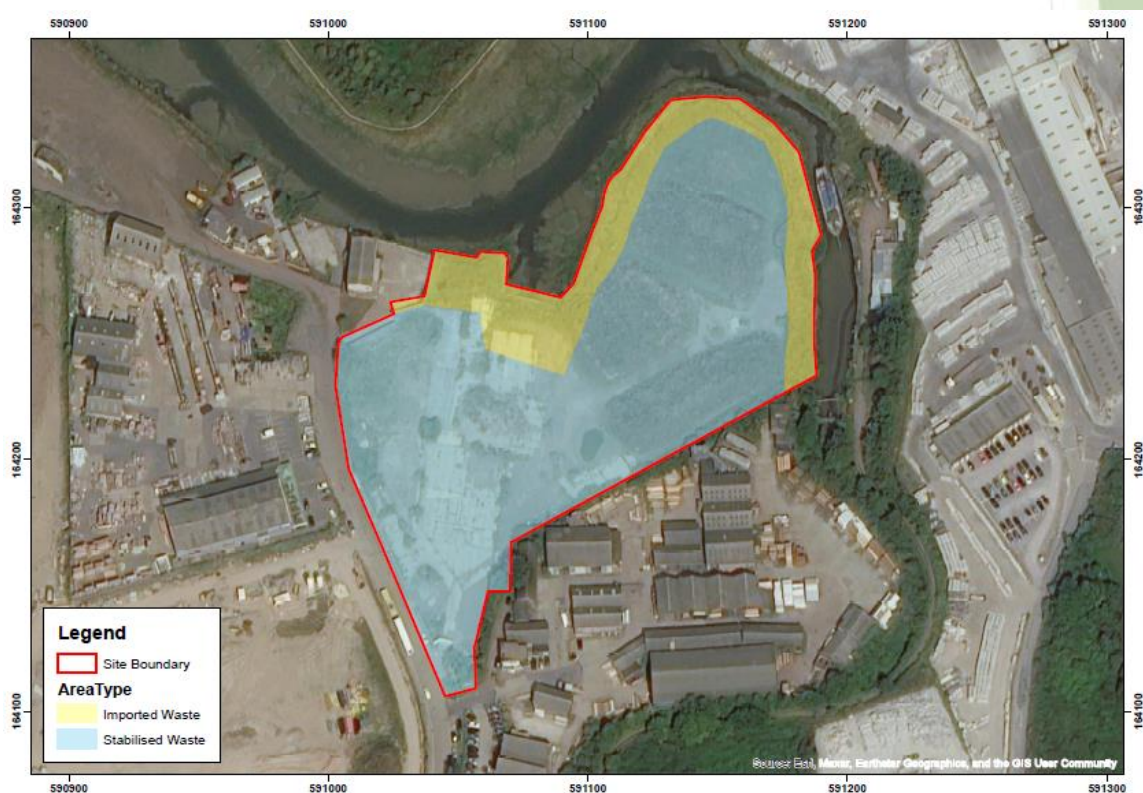 590900 591000 591100 591200 591300
164300 164300
164200 164200
Legend
Site Boundary
AreaType
Imported Waste
Stabilised Waste
164100 164100
Source: Esri, Maxar, Earthstar Geographics, and the GIS User Community
590900 591000 591100 591200 591300